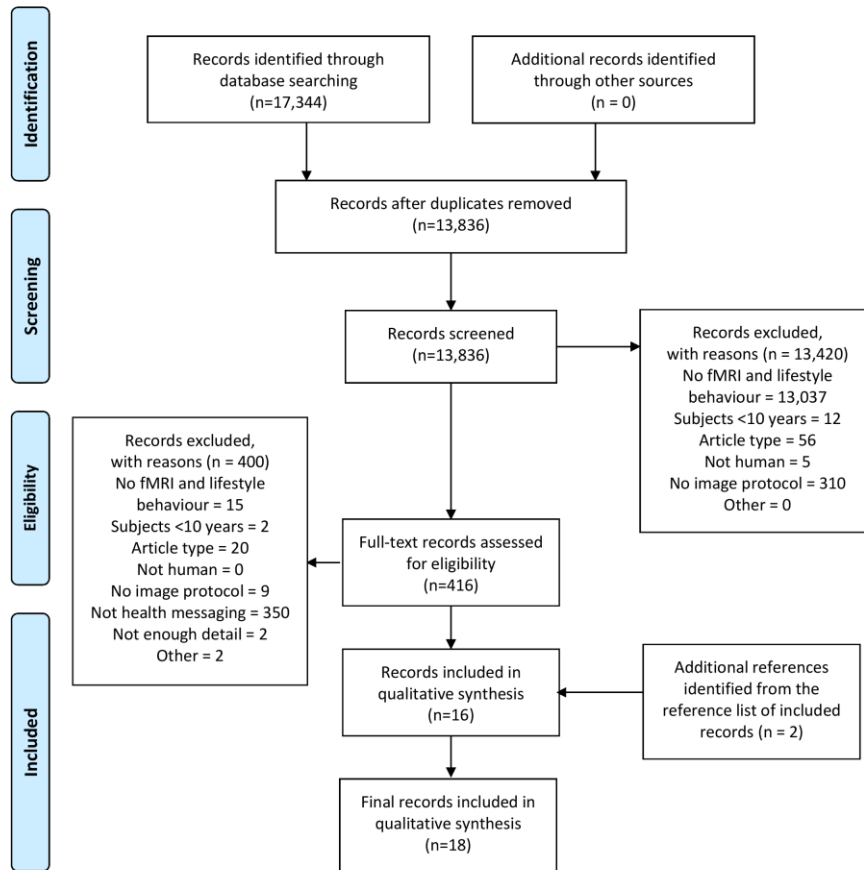 Identification
Records identified through
database searching
(n=17,344)
Additional records identified
through other sources
(n = 0)
Records after duplicates removed
(n=13,836)
Screening
Records screened
(n=13,836)
Records excluded,
with reasons (n = 13,420)
No fMRI and lifestyle
behaviour = 13,037
Subjects <10 years = 12
Article type = 56
Not human = 5
No image protocol = 310
Other = 0
Eligibility
Records excluded,
with reasons (n = 400)
No fMRI and lifestyle
behaviour = 15
Subjects <10 years = 2
Article type = 20
Not human = 0
No image protocol = 9
Not health messaging = 350
Not enough detail = 2
Other = 2
Full-text records assessed
for eligibility
(n=416)
Included
Records included in
qualitative synthesis
(n=16)
Additional references
identified from the
reference list of included
records (n = 2)
Final records included in
qualitative synthesis
(n=18)